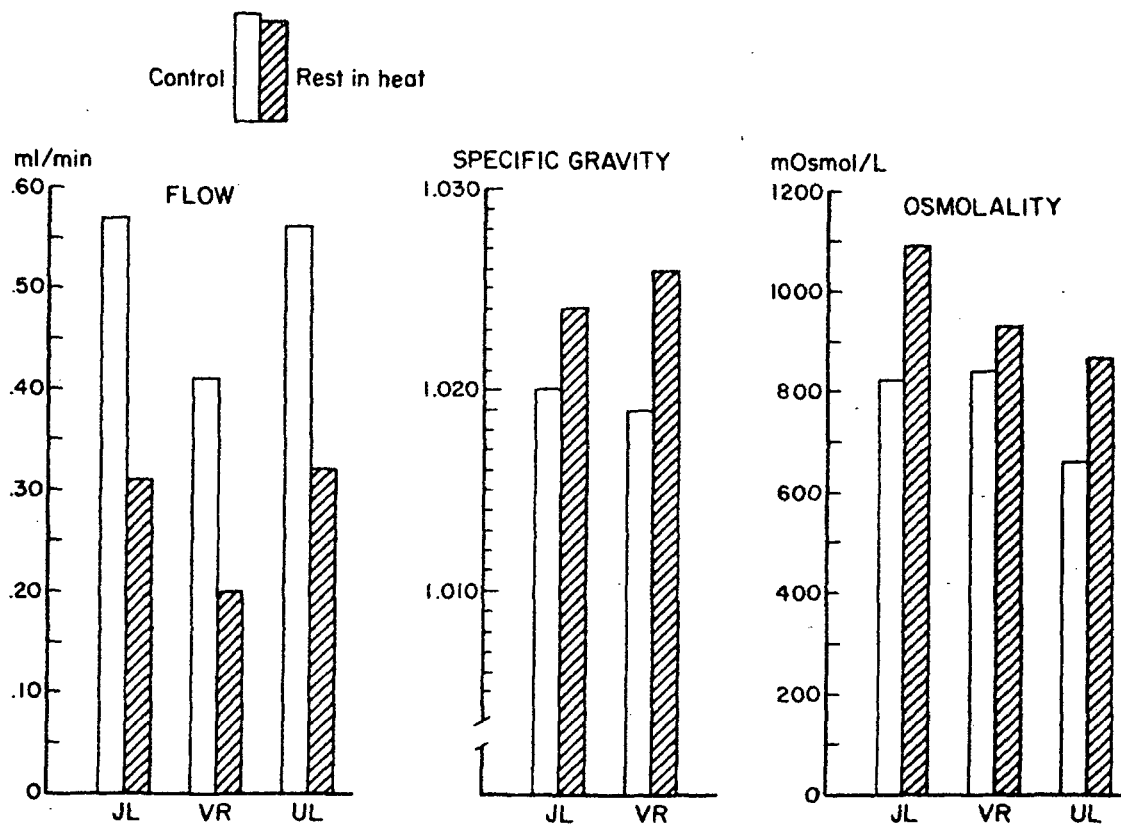 Control Rest in heat
ml/min
FLOW
.60
.50
.40
.30
.20
.10
0
JL VR UL
SPECIFIC GRAVITY
1.030
1.020
1.010
JL VR
mOsmol/L
OSMOLALITY
1200
1000
800
600
400
200
0
JL VR UL